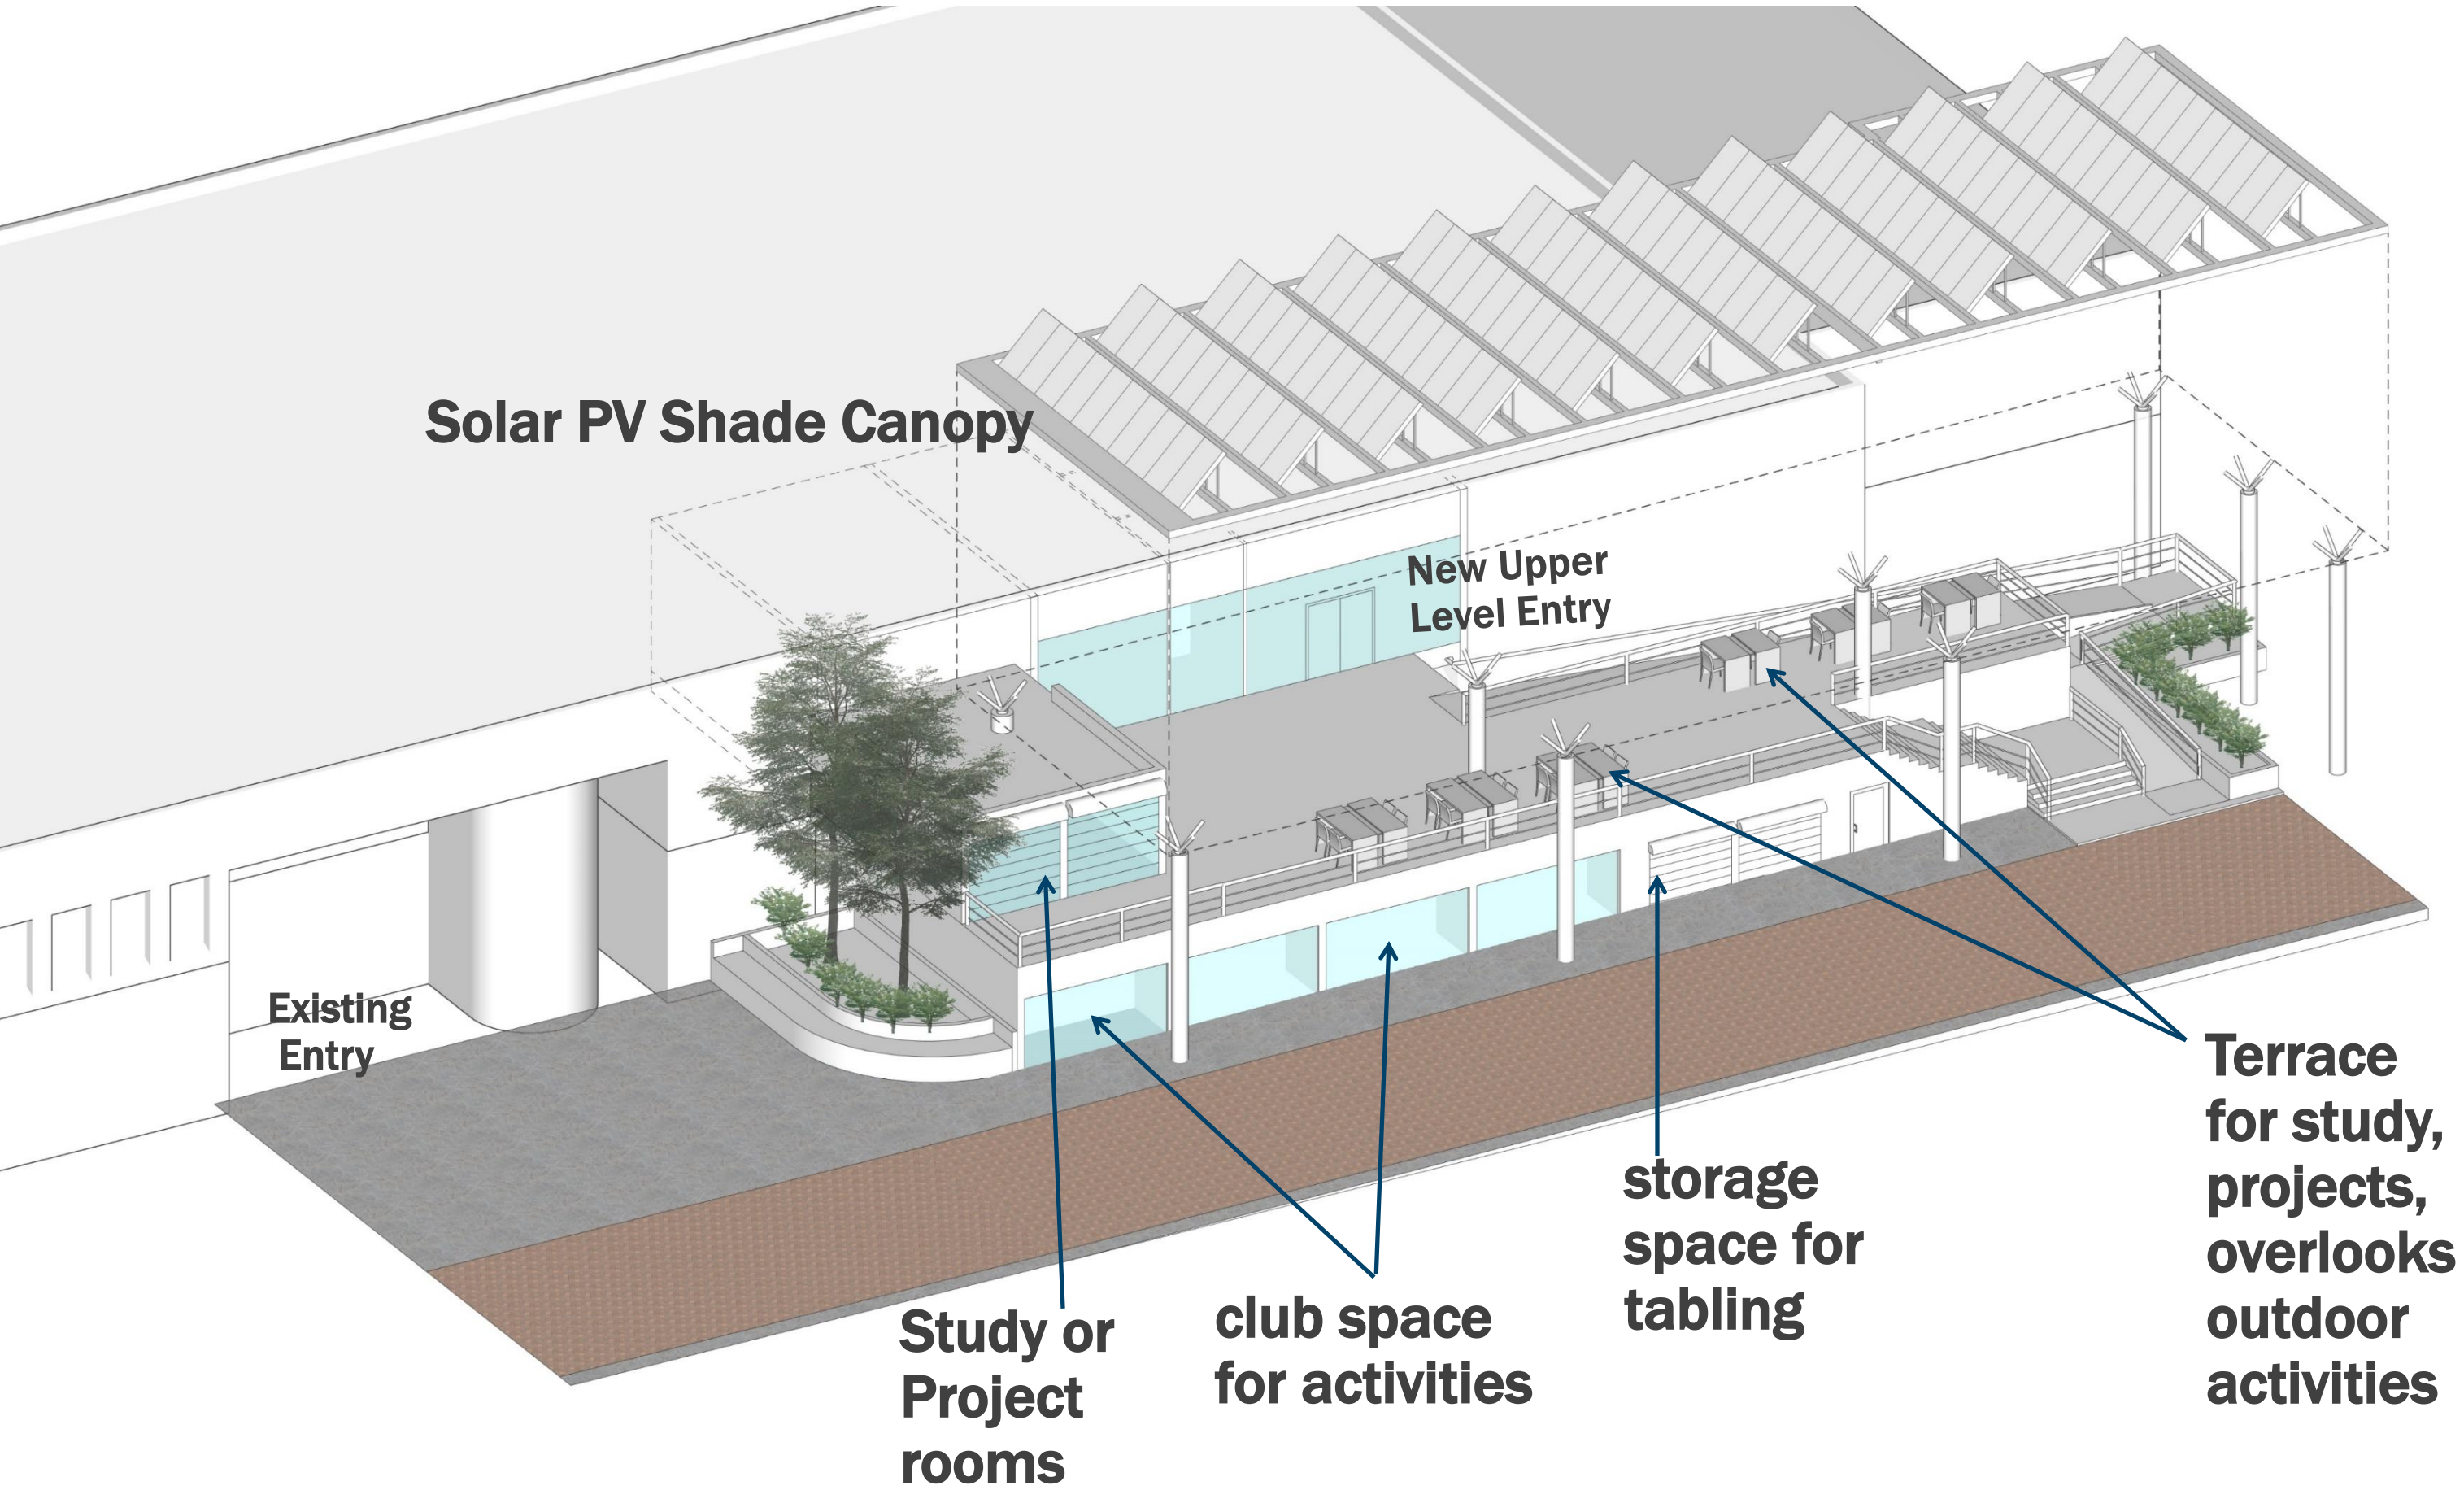 Solar PV Shade Canopy
New Upper
Level Entry
Existing
Entry
Study or
Project
rooms
club space
for activities
storage
space for
tabling
Terrace
for study,
projects,
overlooks
outdoor
activities